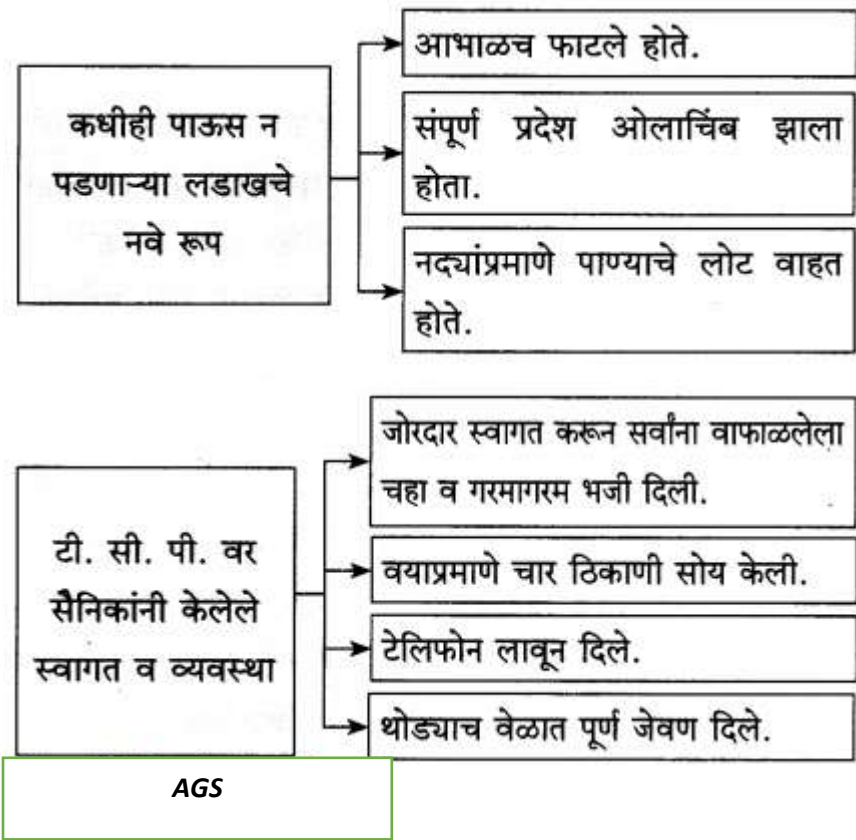 कधीही पाऊस न
पडणाऱ्या लडाखचे
नवे रूप
आभाळच फाटले होते.
संपूर्ण प्रदेश ओलाचिंब झाला
होता.
नद्यांप्रमाणे पाण्याचे लोट वाहत
होते.
टी. सी. पी. वर
सैनिकांनी केलेले
स्वागत व व्यवस्था
जोरदार स्वागत करून सर्वांना वाफाळलेला
चहा व गरमागरम भजी दिली.
वयाप्रमाणे चार ठिकाणी सोय केली.
टेलिफोन लावून दिले.
थोड्याच वेळात पूर्ण जेवण दिले.
AGS